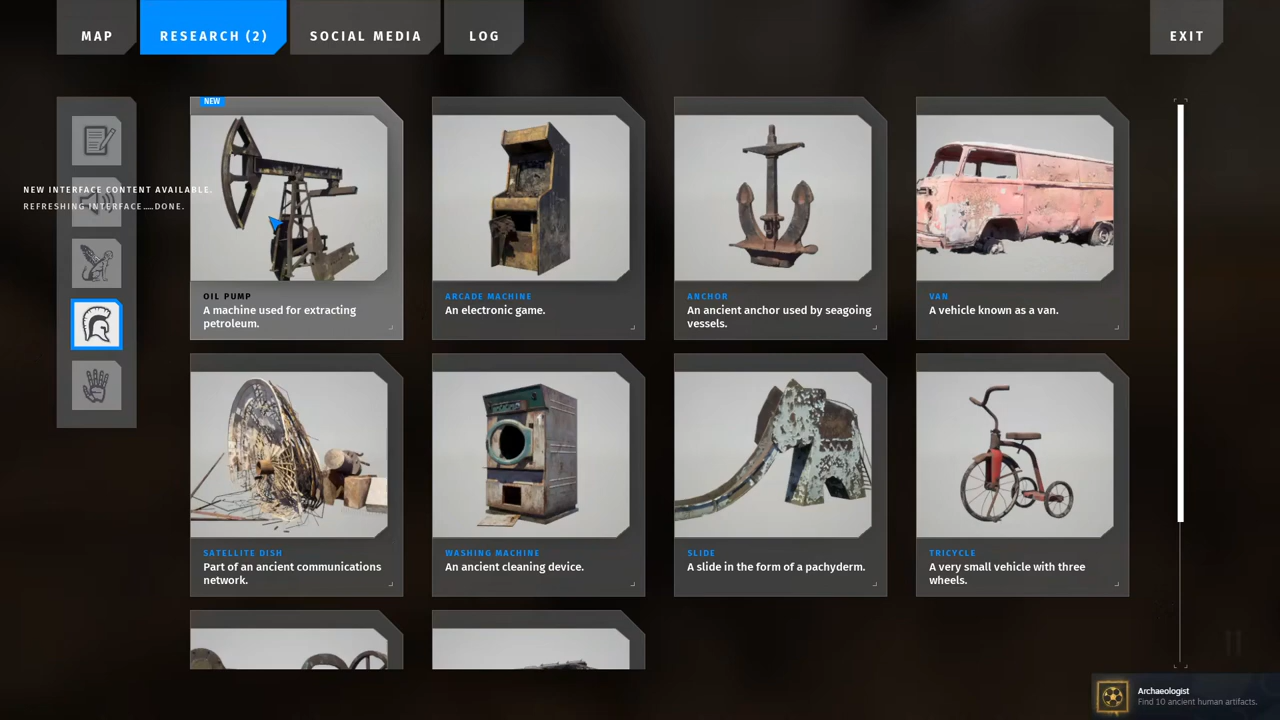 MAP
RESEARCH (2)
SOCIAL MEDIA
LOG
EXIT
NEW INTERFACE CONTENT AVAILABLE.
REFRESHING INTERFACE.....DONE.
NEW
OIL PUMP
A machine used for extracting
petroleum.
ARCADE MACHINE
An electronic game.
ANCHOR
An ancient anchor used by seagoing
vessels.
VAN
A vehicle known as a van.
SATELLITE DISH
Part of an ancient communications
network.
WASHING MACHINE
An ancient cleaning device.
SLIDE
A slide in the form of a pachyderm.
TRICYCLE
A very small vehicle with three
wheels.
Archaeologist
Find 10 ancient human artifacts.